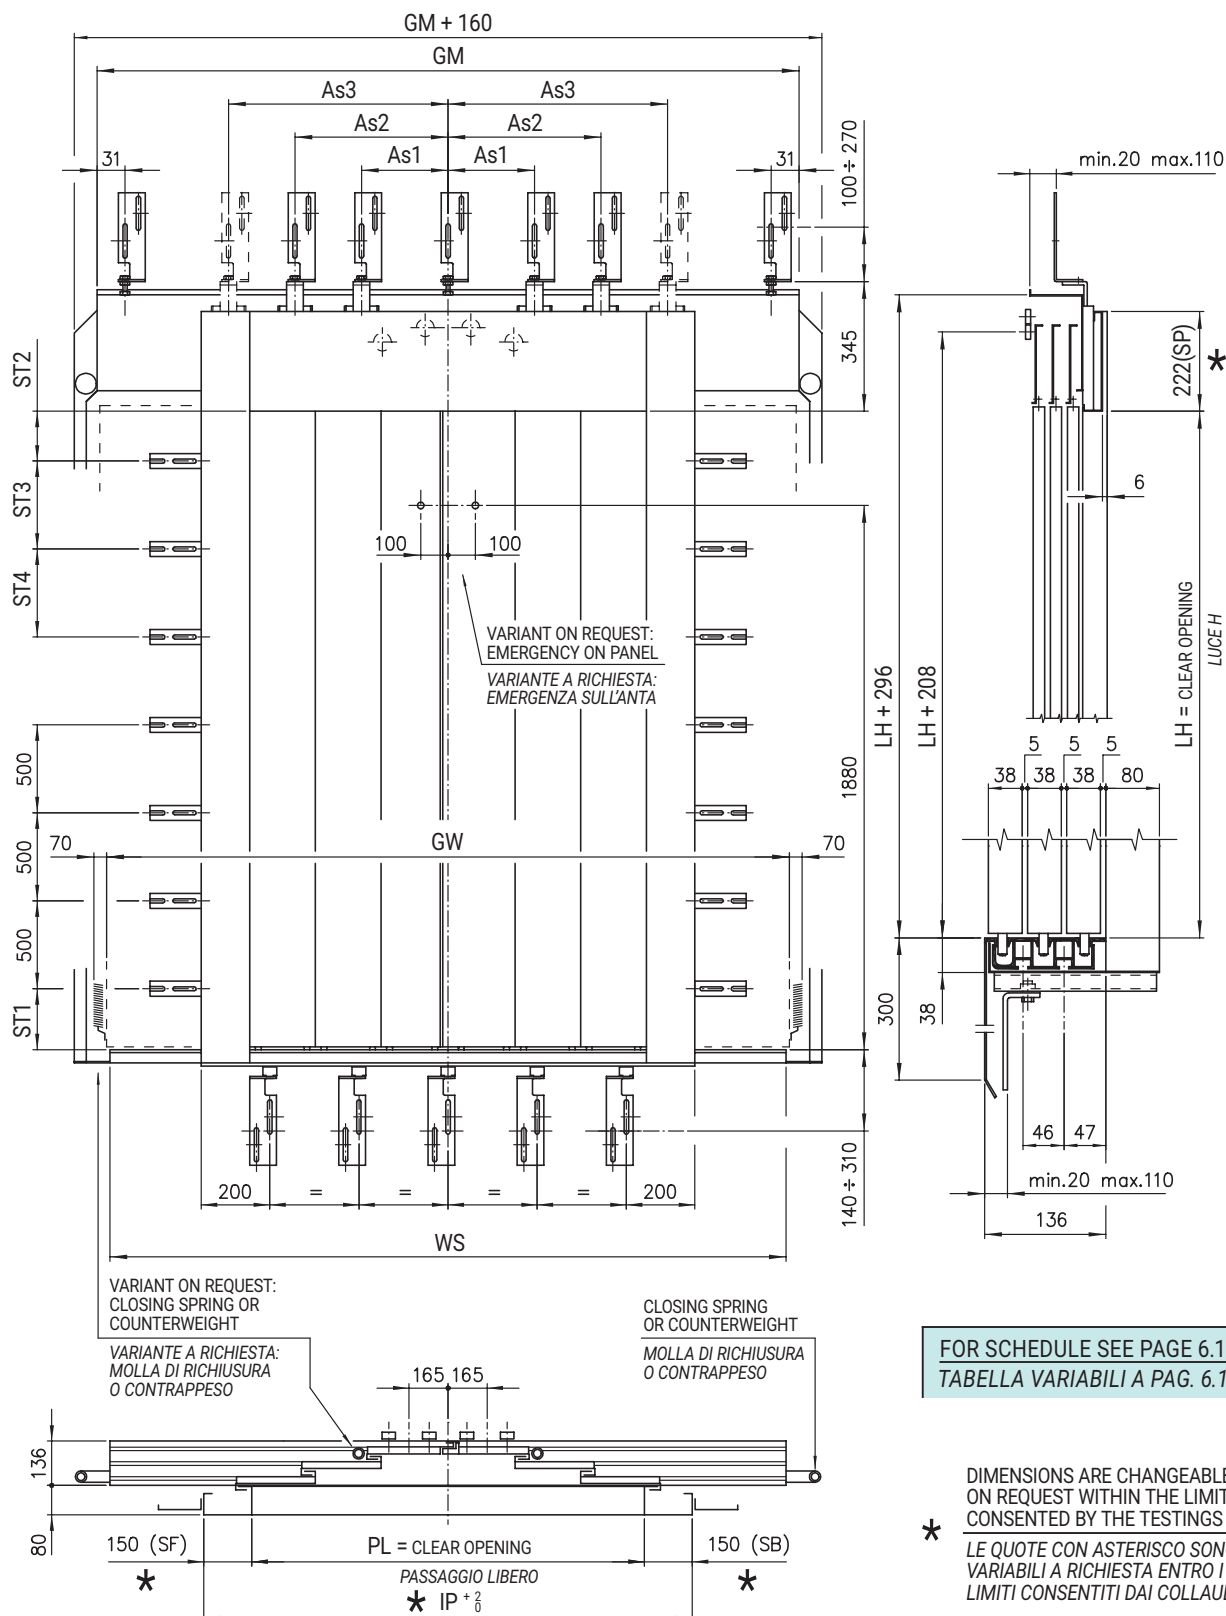 GM + 160
GM
As3 As3
As2 As2
As1 As1
31 31
100÷270
min.20 max.110
345
222(SP)
*
ST2
ST3
ST4
6
100 100
VARIANT ON REQUEST:
EMERGENCY ON PANEL
VARIANTE A RICHIESTA:
EMERGENZA SULL'ANTA
LH + 296
LH + 208
LH = CLEAR OPENING
LUCE H
1880
5 5 5
38 38 38 80
500
500
500
70 GW 70
ST1
300
38
46 47
min.20 max.110
136
200 = = = = 200
140÷310
WS
VARIANT ON REQUEST:
CLOSING SPRING OR
COUNTERWEIGHT
VARIANTE A RICHIESTA:
MOLLA DI RICHIUSURA
O CONTRAPPESO
CLOSING SPRING
OR COUNTERWEIGHT
MOLLA DI RICHIUSURA
O CONTRAPPESO
165 165
136
80
150 (SF) PL = CLEAR OPENING 150 (SB)
* PASSAGGIO LIBERO *
* IP +2 0
FOR SCHEDULE SEE PAGE 6.1
TABELLA VARIABILI A PAG. 6.1
DIMENSIONS ARE CHANGEABLE
ON REQUEST WITHIN THE LIMIT
CONSENTED BY THE TESTINGS
*
LE QUOTE CON ASTERISCO SON
VARIABILI A RICHIESTA ENTRO I
LIMITI CONSENTITI DAI COLLAU